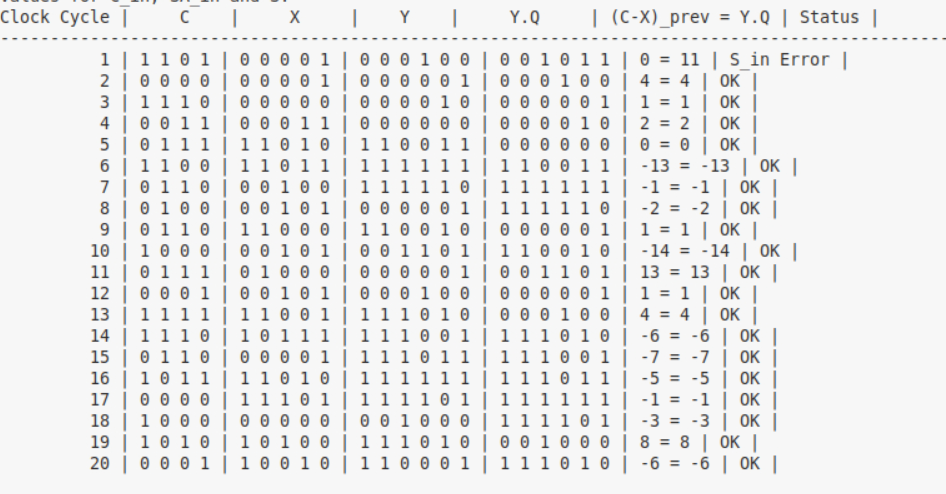 Clock Cycle | C | X | Y | Y.Q | (C-X)_prev = Y.Q | Status |
--------------------------------------------------------------------------------
1 | 1 1 0 1 | 0 0 0 0 1 | 0 0 0 1 0 0 | 0 0 1 0 1 1 | 0 = 11 | S_in Error |
2 | 0 0 0 0 | 0 0 0 0 1 | 0 0 0 0 0 1 | 0 0 0 1 0 0 | 4 = 4 | OK |
3 | 1 1 1 0 | 0 0 0 0 0 | 0 0 0 0 1 0 | 0 0 0 0 0 1 | 1 = 1 | OK |
4 | 0 0 1 1 | 0 0 0 1 1 | 0 0 0 0 0 0 | 0 0 0 0 1 0 | 2 = 2 | OK |
5 | 0 1 1 1 | 1 1 0 1 0 | 1 1 0 0 1 1 | 0 0 0 0 0 0 | 0 = 0 | OK |
6 | 1 1 0 0 | 1 1 0 1 1 | 1 1 1 1 1 1 | 1 1 0 0 1 1 | -13 = -13 | OK |
7 | 0 1 1 0 | 0 0 1 0 0 | 1 1 1 1 1 0 | 1 1 1 1 1 1 | -1 = -1 | OK |
8 | 0 1 0 0 | 0 0 1 0 1 | 0 0 0 0 0 1 | 1 1 1 1 1 0 | -2 = -2 | OK |
9 | 0 1 1 0 | 1 1 0 0 0 | 1 1 0 0 1 0 | 0 0 0 0 0 1 | 1 = 1 | OK |
10 | 1 0 0 0 | 0 0 1 0 1 | 0 0 1 1 0 1 | 1 1 0 0 1 0 | -14 = -14 | OK |
11 | 0 1 1 1 | 0 1 0 0 0 | 0 0 0 0 0 1 | 0 0 1 1 0 1 | 13 = 13 | OK |
12 | 0 0 0 1 | 0 0 1 0 1 | 0 0 0 1 0 0 | 0 0 0 0 0 1 | 1 = 1 | OK |
13 | 1 1 1 1 | 1 1 0 0 1 | 1 1 1 0 1 0 | 0 0 0 1 0 0 | 4 = 4 | OK |
14 | 1 1 1 0 | 1 0 1 1 1 | 1 1 1 0 0 1 | 1 1 1 0 1 0 | -6 = -6 | OK |
15 | 0 1 1 0 | 0 0 0 0 1 | 1 1 1 0 1 1 | 1 1 1 0 0 1 | -7 = -7 | OK |
16 | 1 0 1 1 | 1 1 0 1 0 | 1 1 1 1 1 1 | 1 1 1 0 1 1 | -5 = -5 | OK |
17 | 0 0 0 0 | 1 1 1 0 1 | 1 1 1 1 0 1 | 1 1 1 1 1 1 | -1 = -1 | OK |
18 | 1 0 0 0 | 0 0 0 0 0 | 0 0 1 0 0 0 | 1 1 1 1 0 1 | -3 = -3 | OK |
19 | 1 0 1 0 | 1 0 1 0 0 | 1 1 1 0 1 0 | 0 0 1 0 0 0 | 8 = 8 | OK |
20 | 0 0 0 1 | 1 0 0 1 0 | 1 1 0 0 0 1 | 1 1 1 0 1 0 | -6 = -6 | OK |